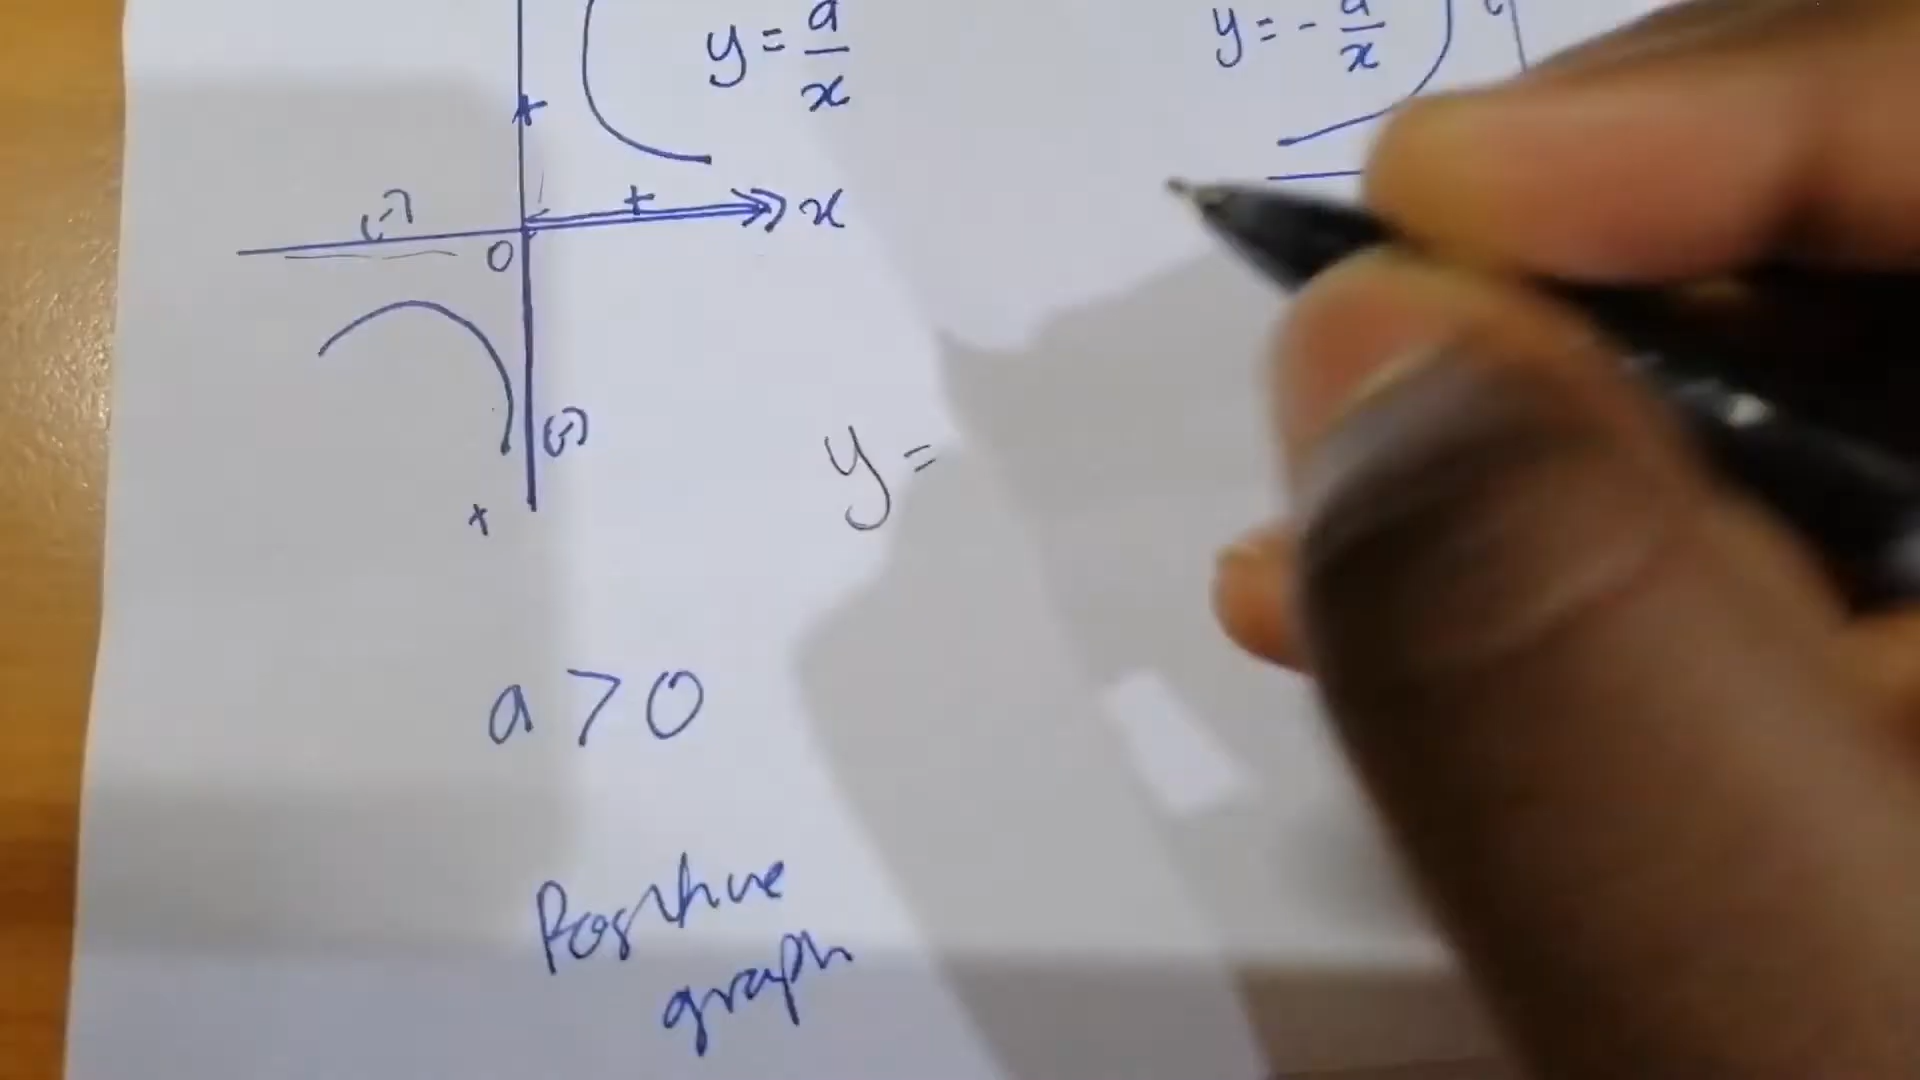 y = a/x
+
(-)
+
x
0
(-)
+
y =
a > 0
Positive
graph
y = - a/x